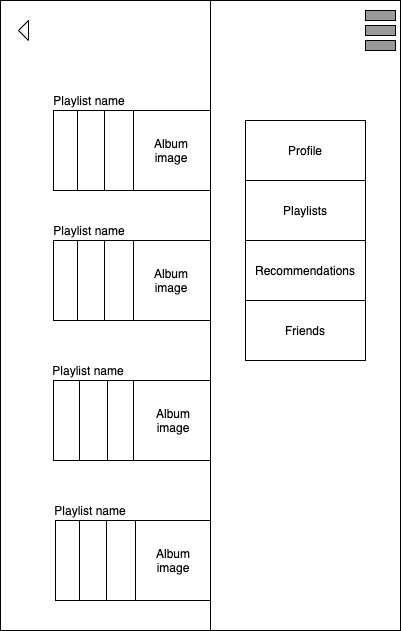 Playlist name
Album
image
Playlist name
Album
image
Playlist name
Album
image
Playlist name
Album
image
Profile
Playlists
Recommendations
Friends